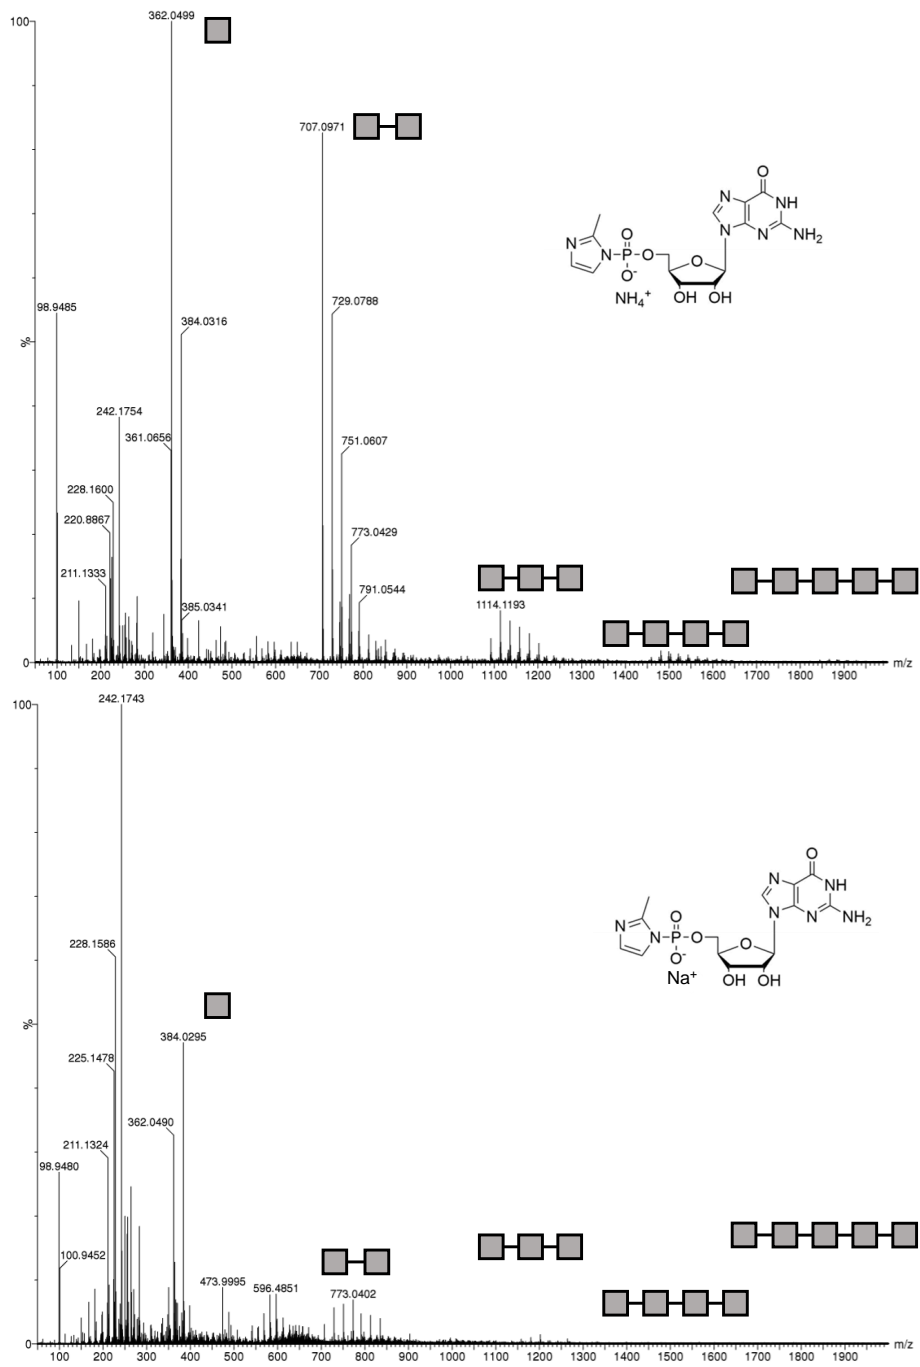 100
362.0499
707.0971
98.9485
729.0788
384.0316
%
242.1754
361.0656
751.0607
228.1600
220.8867
773.0429
211.1333
791.0544
385.0341
1114.1193
0
100 200 300 400 500 600 700 800 900 1000 1100 1200 1300 1400 1500 1600 1700 1800 1900 m/z
O
N NH
N N NH2
N N P O O
O-
NH4+ OH OH
100
242.1743
228.1586
384.0295
%
225.1478
362.0490
211.1324
98.9480
100.9452
473.9995
596.4851
773.0402
0
100 200 300 400 500 600 700 800 900 1000 1100 1200 1300 1400 1500 1600 1700 1800 1900 m/z
O
N NH
N N NH2
O
N N P O O
O-
Na+ OH OH